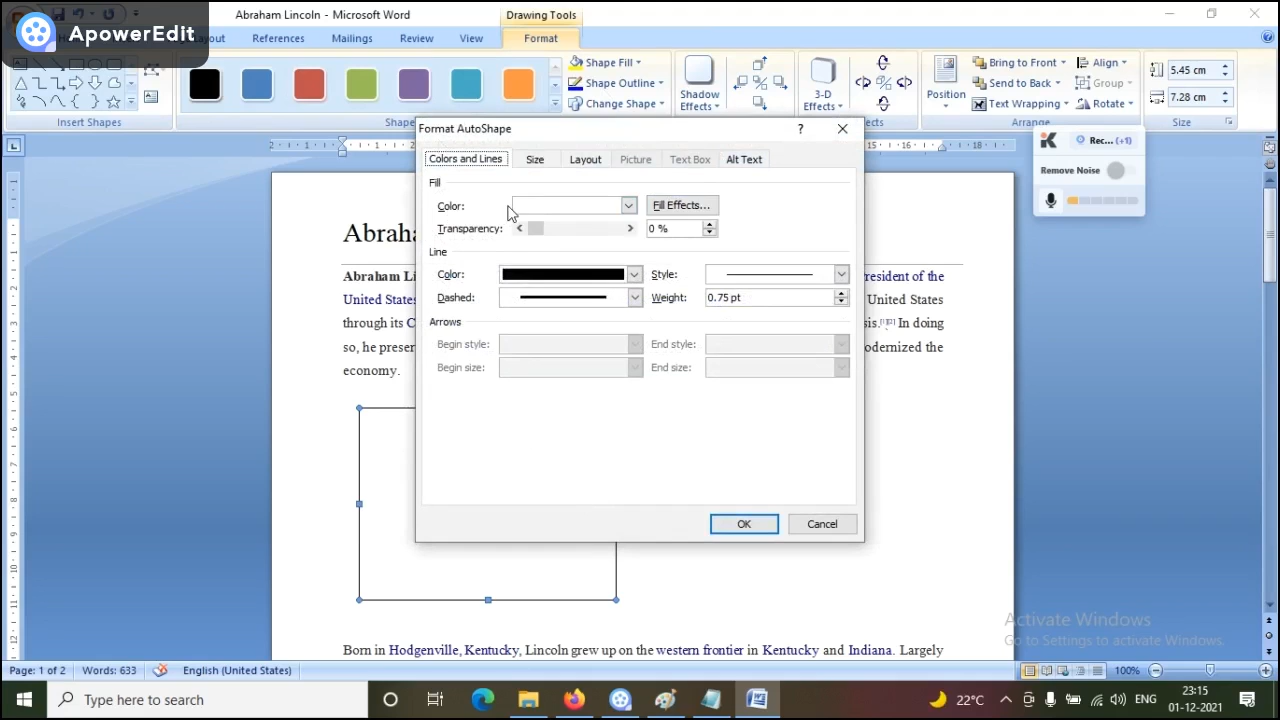 Abraham Lincoln - Microsoft Word
Drawing Tools
ApowerEdit
Layout
References
Mailings
Review
View
Format
Shape Fill
Shape Outline
Change Shape
Shadow
Effects
3-D
Effects
Position
Bring to Front
Send to Back
Text Wrapping
Align
Group
Rotate
5.45 cm
7.28 cm
Insert Shapes
Arrange
Size
Format AutoShape
?
Colors and Lines
Size
Layout
Picture
Text Box
Alt Text
Fill
Color:
Fill Effects...
Transparency:
0 %
Line
Color:
Style:
Dashed:
Weight:
0.75 pt
Arrows
Begin style:
End style:
Begin size:
End size:
OK
Cancel
Rec... (+1)
Remove Noise
Abraha
Abraham Li
resident of the
United States
United States
through its C
sis.[1][2] In doing
so, he preser
odernized the
economy.
Born in Hodgenville, Kentucky, Lincoln grew up on the western frontier in Kentucky and Indiana. Largely
Activate Windows
Go to Settings to activate Windows.
Page: 1 of 2
Words: 633
English (United States)
100%
Type here to search
22°C
ENG
23:15
01-12-2021